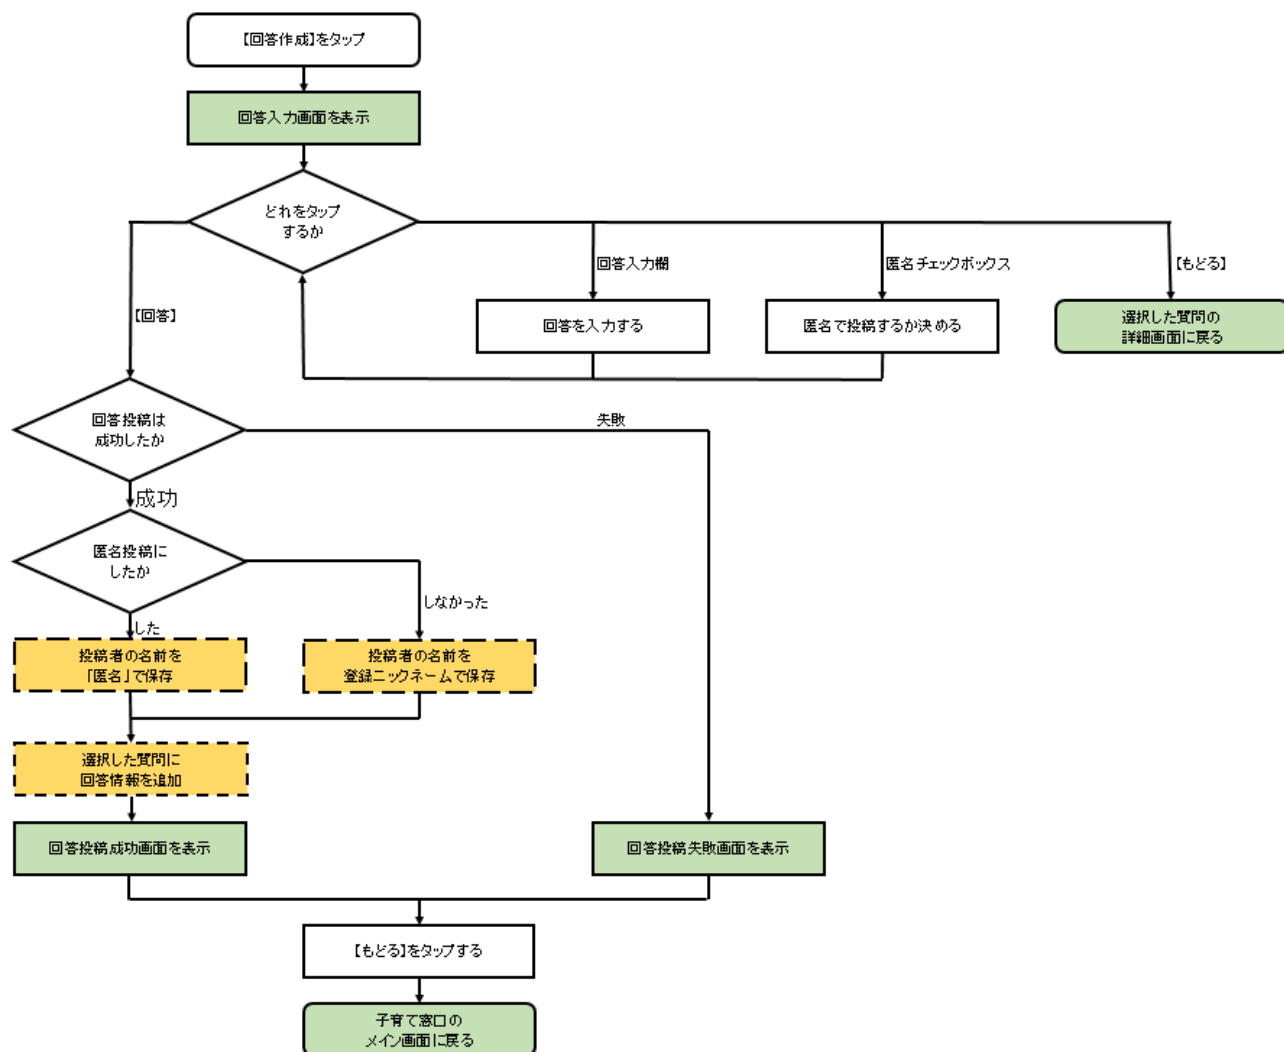 【回答作成】をタップ
回答入力画面を表示
どれをタップ
するか
回答入力欄
匿名チェックボックス
【もどる】
【回答】
回答を入力する
匿名で投稿するか決める
選択した質問の
詳細画面に戻る
回答投稿は
成功したか
失敗
成功
匿名投稿に
したか
しなかった
した
投稿者の名前を
「匿名」で保存
投稿者の名前を
登録ニックネームで保存
選択した質問に
回答情報を追加
回答投稿成功画面を表示
回答投稿失敗画面を表示
【もどる】をタップする
子育て窓口の
メイン画面に戻る